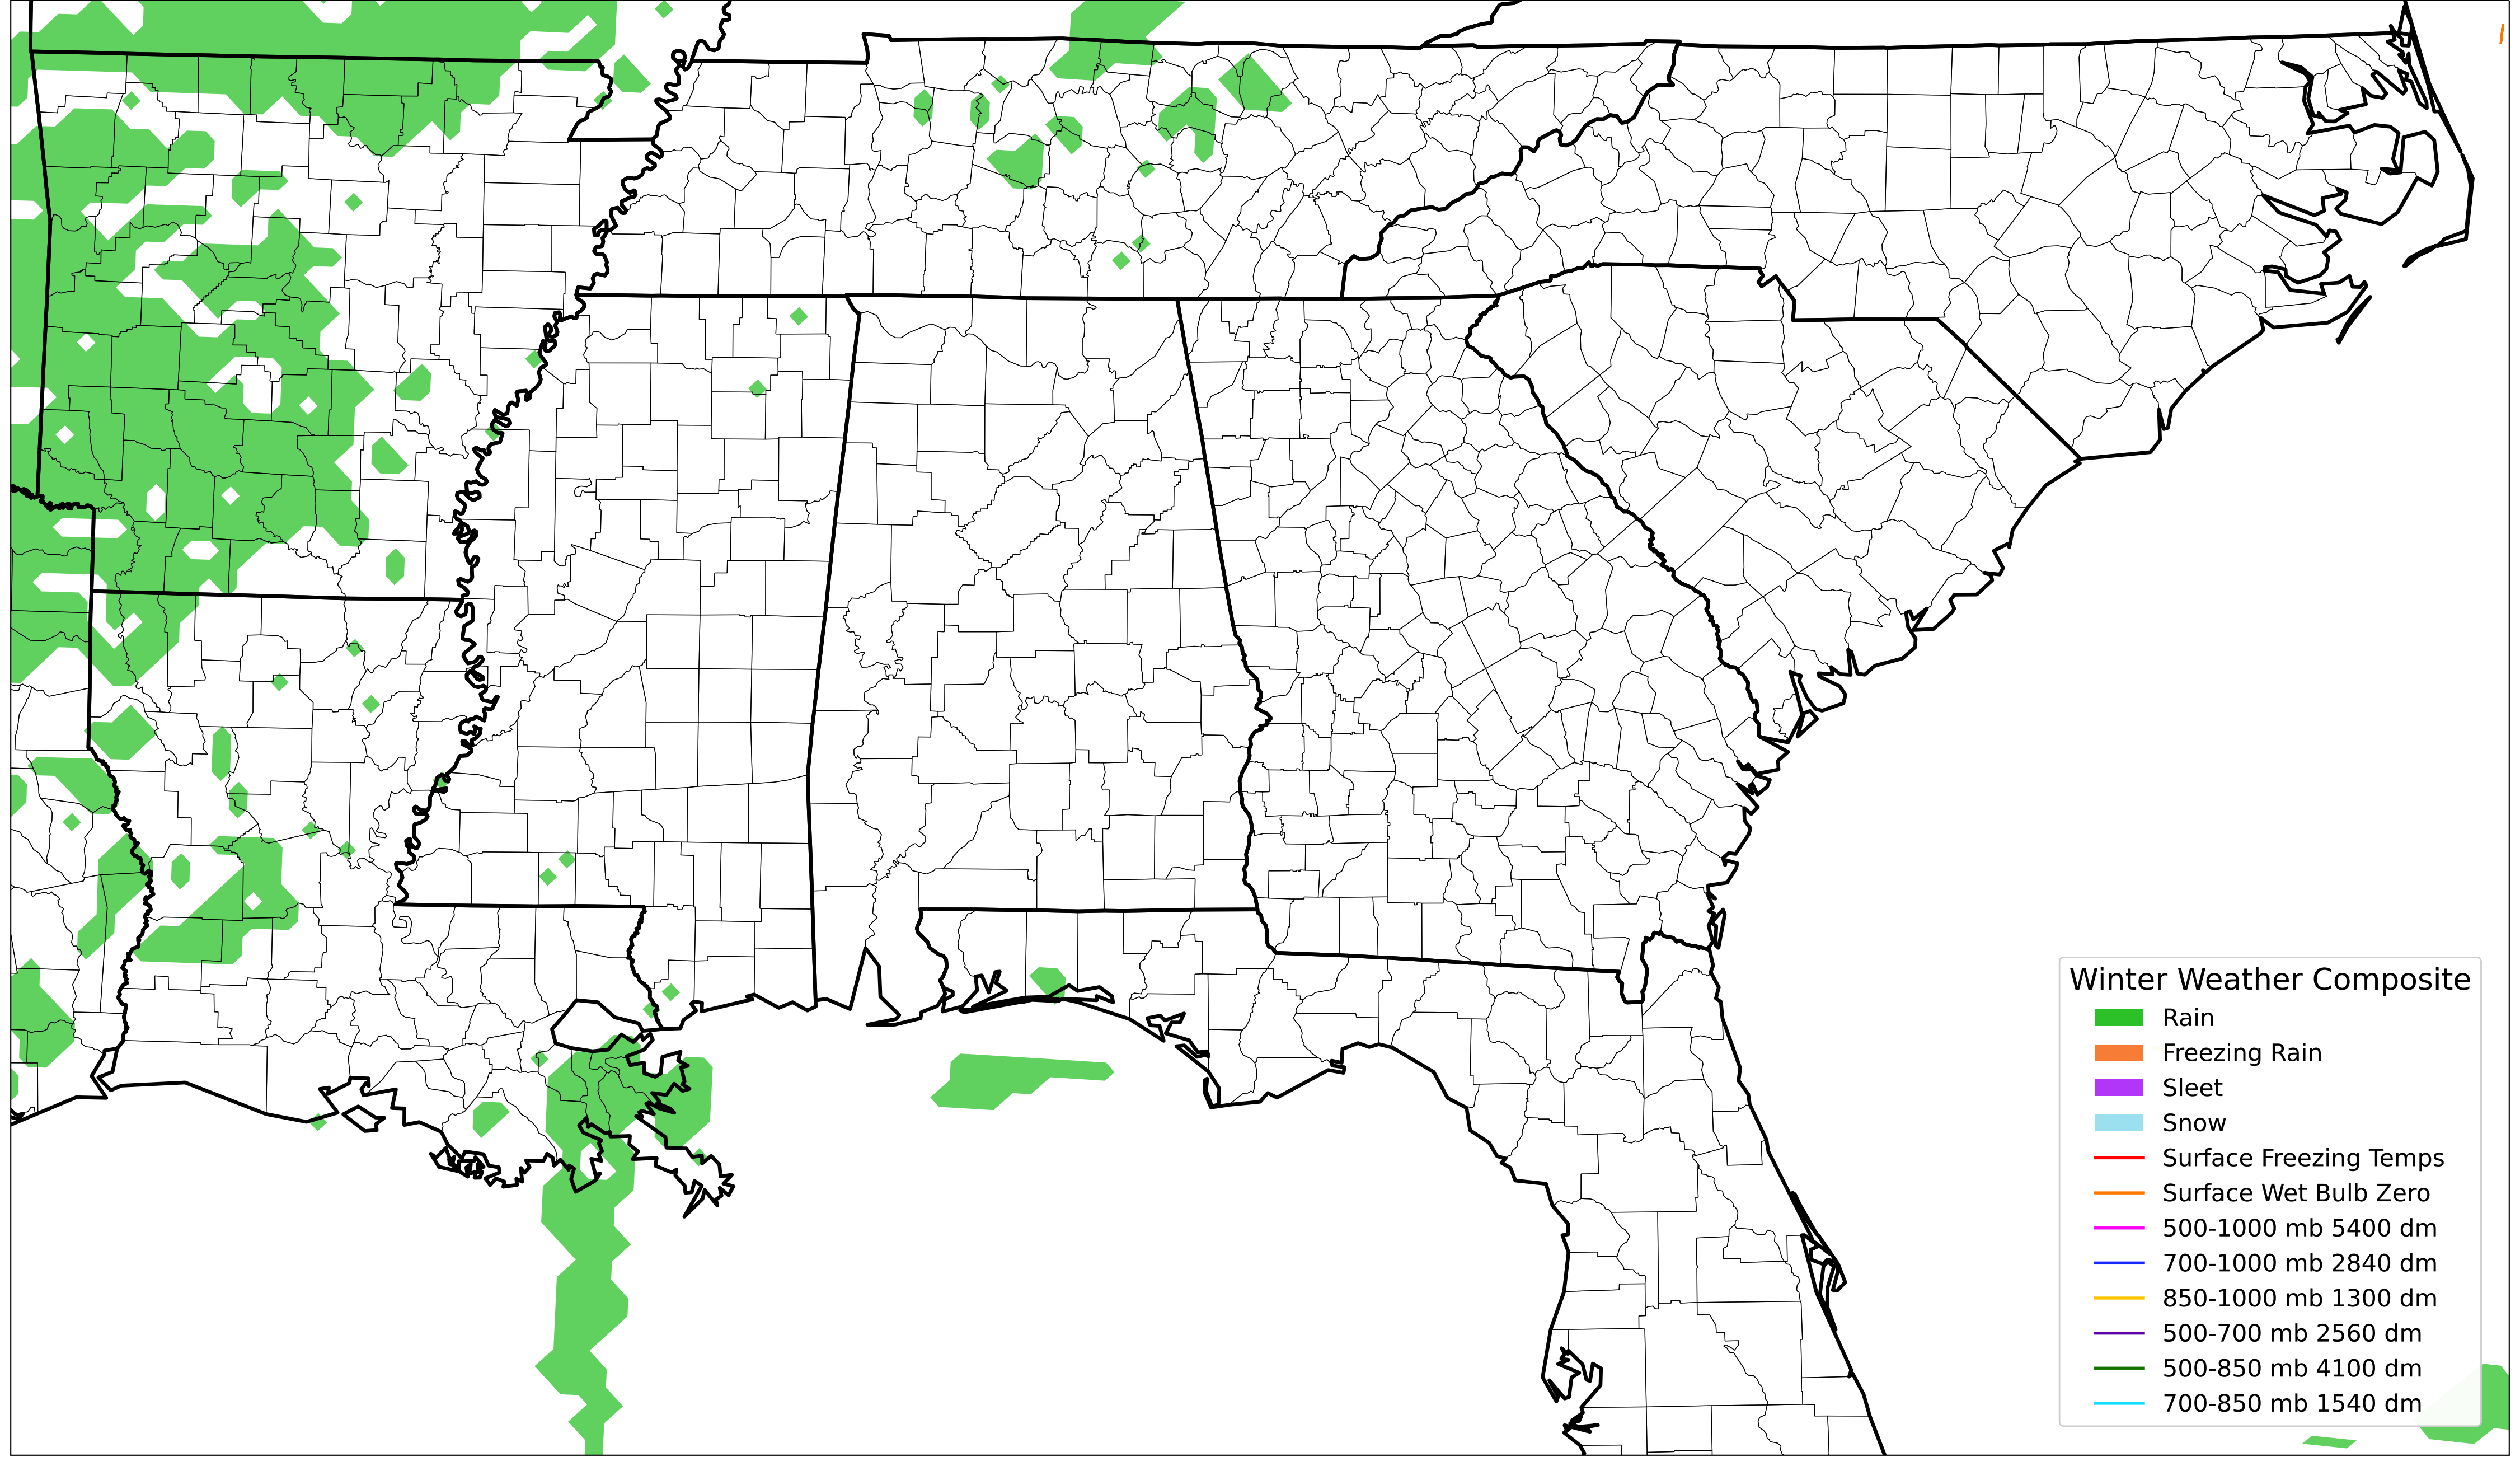 Winter Weather Composite
Rain
Freezing Rain
Sleet
Snow
Surface Freezing Temps
Surface Wet Bulb Zero
500-1000 mb 5400 dm
700-1000 mb 2840 dm
850-1000 mb 1300 dm
500-700 mb 2560 dm
500-850 mb 4100 dm
700-850 mb 1540 dm